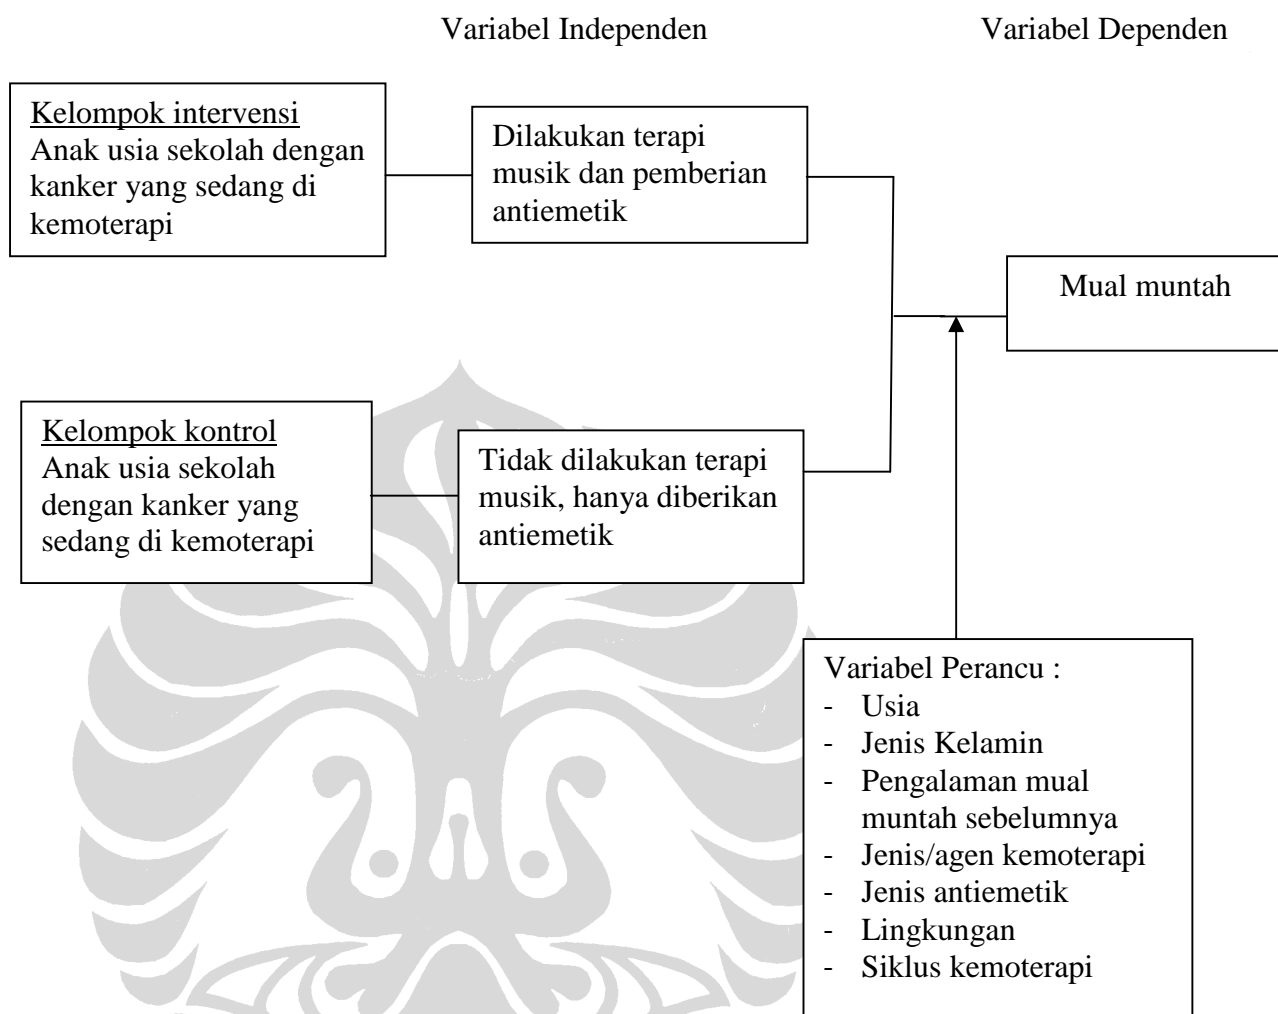 Variabel Independen
Variabel Dependen
Kelompok intervensi
Anak usia sekolah dengan
kanker yang sedang di
kemoterapi
Dilakukan terapi
musik dan pemberian
antiemetik
Mual muntah
Kelompok kontrol
Anak usia sekolah
dengan kanker yang
sedang di kemoterapi
Tidak dilakukan terapi
musik, hanya diberikan
antiemetik
Variabel Perancu :
- Usia
- Jenis Kelamin
- Pengalaman mual
muntah sebelumnya
- Jenis/agen kemoterapi
- Jenis antiemetik
- Lingkungan
- Siklus kemoterapi